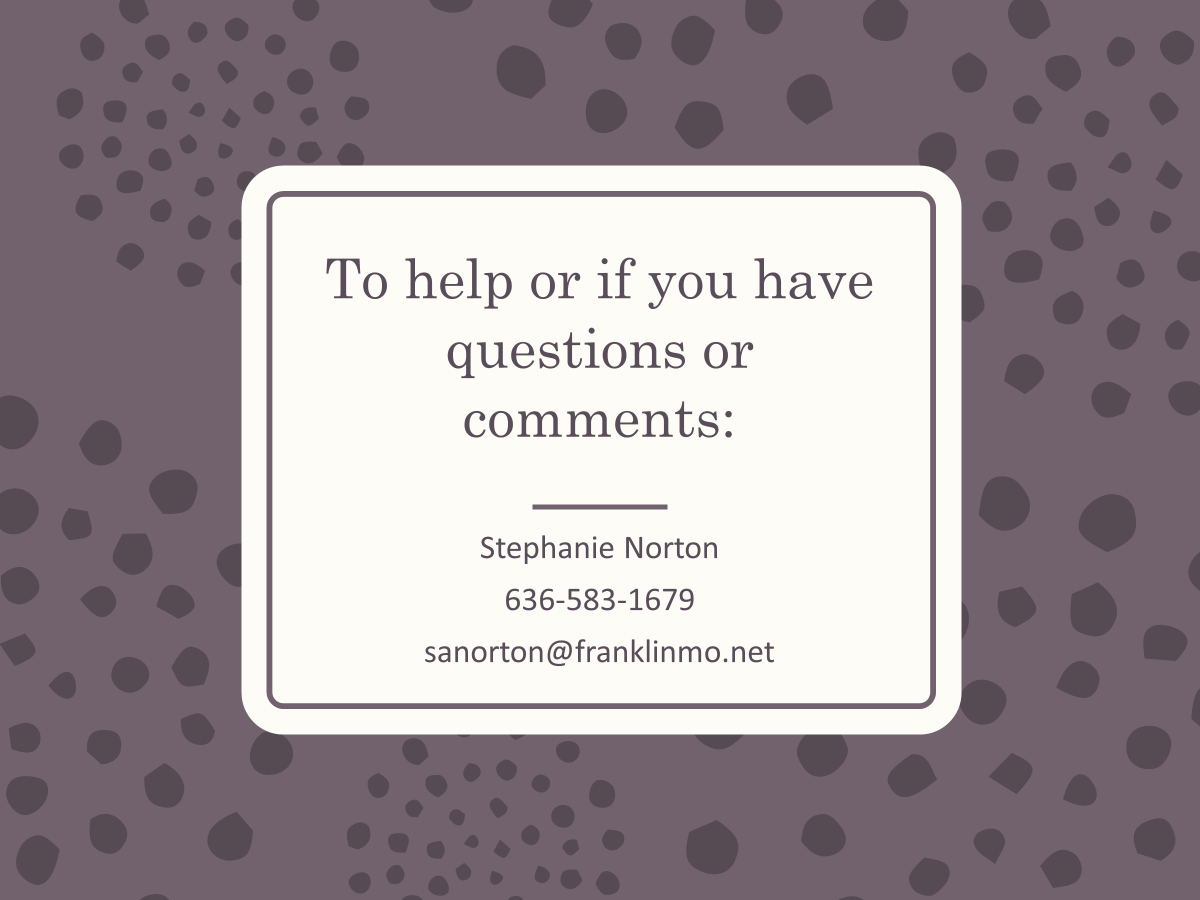 To help or if you have
questions or
comments:
Stephanie Norton
636-583-1679
sanorton@franklinmo.net